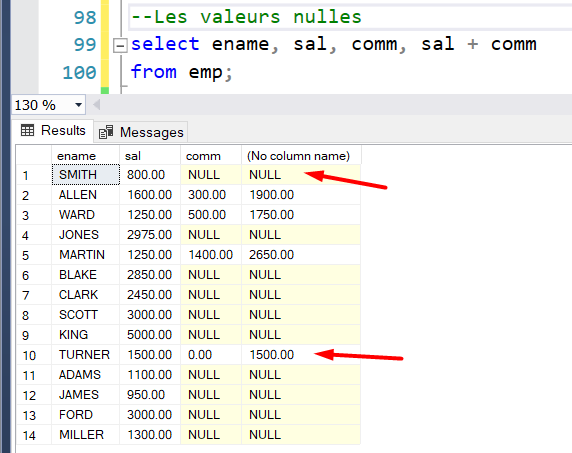 98 --Les valeurs nulles
99 select ename, sal, comm, sal + comm
100 from emp;
130 %
Results Messages
ename sal comm (No column name)
1 SMITH 800.00 NULL NULL
2 ALLEN 1600.00 300.00 1900.00
3 WARD 1250.00 500.00 1750.00
4 JONES 2975.00 NULL NULL
5 MARTIN 1250.00 1400.00 2650.00
6 BLAKE 2850.00 NULL NULL
7 CLARK 2450.00 NULL NULL
8 SCOTT 3000.00 NULL NULL
9 KING 5000.00 NULL NULL
10 TURNER 1500.00 0.00 1500.00
11 ADAMS 1100.00 NULL NULL
12 JAMES 950.00 NULL NULL
13 FORD 3000.00 NULL NULL
14 MILLER 1300.00 NULL NULL